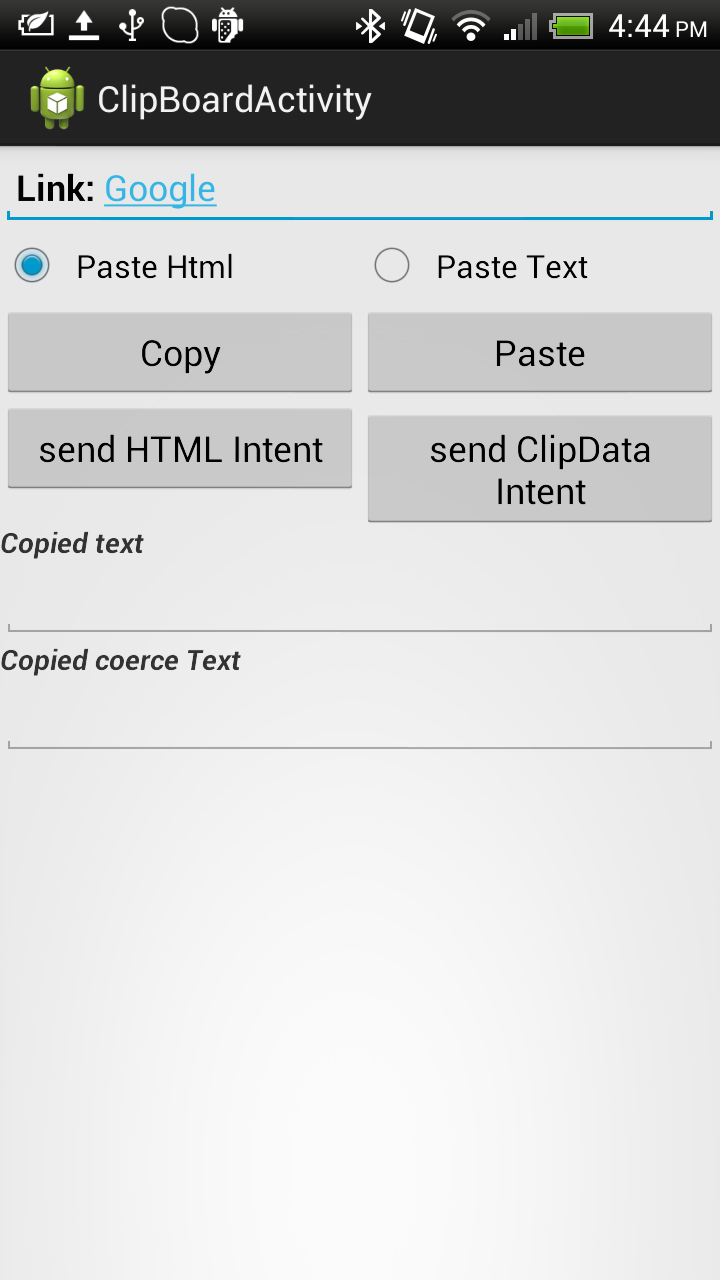 4:44 PM
ClipBoardActivity
Link: Google
Paste Html
Paste Text
Copy
Paste
send HTML Intent
send ClipData
Intent
Copied text
Copied coerce Text